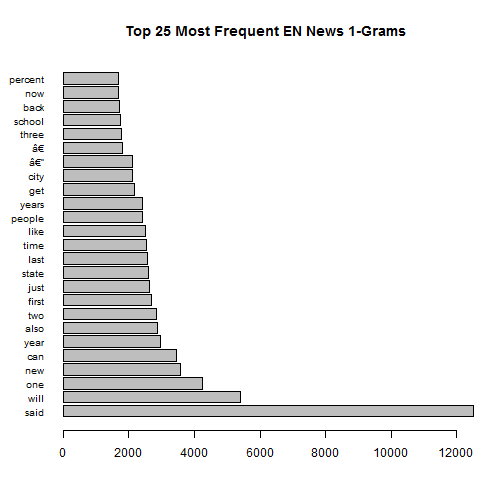 Top 25 Most Frequent EN News 1-Grams
percent
now
back
school
three
â€
â€"
city
get
years
people
like
time
last
state
just
first
two
also
year
can
new
one
will
said
0 2000 4000 6000 8000 10000 12000